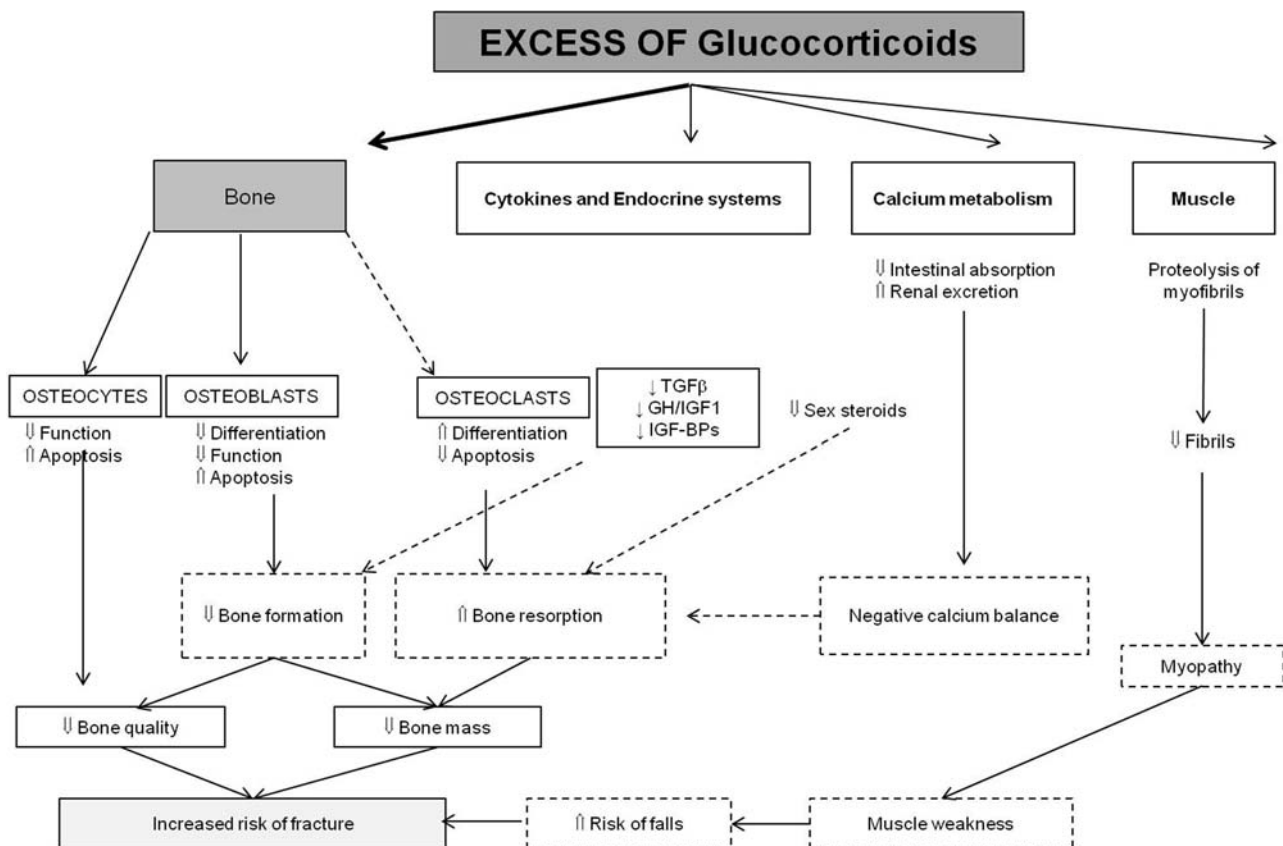 EXCESS OF Glucocorticoids
Bone
Cytokines and Endocrine systems
Calcium metabolism
Muscle
⇓ Intestinal absorption
⇑ Renal excretion
Proteolysis of
myofibrils
OSTEOCYTES
⇓ Function
⇑ Apoptosis
OSTEOBLASTS
⇓ Differentiation
⇓ Function
⇑ Apoptosis
OSTEOCLASTS
⇑ Differentiation
⇓ Apoptosis
↓ TGFβ
↓ GH/IGF1
↓ IGF-BPs
⇓ Sex steroids
⇓ Fibrils
⇓ Bone formation
⇑ Bone resorption
Negative calcium balance
Myopathy
⇓ Bone quality
⇓ Bone mass
Increased risk of fracture
⇑ Risk of falls
Muscle weakness